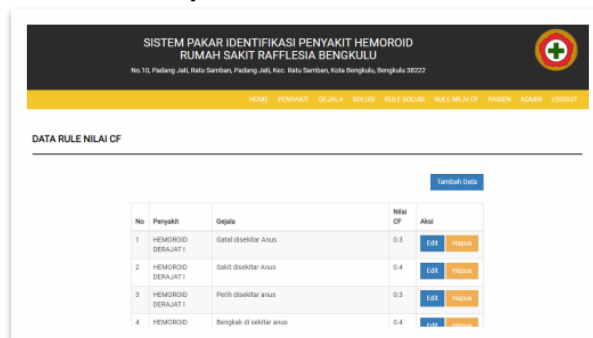 SISTEM PAKAR IDENTIFIKASI PENYAKIT HEMOROID
RUMAH SAKIT RAFFLESIA BENGKULU
No.10, Padang Jati, Ratu Samban, Padang Jati, Kec. Ratu Samban, Kota Bengkulu, Bengkulu 38222
HOME PENYAKIT GEJALA SOLUSI RULE SOLUSI RULE NILAI CF PASIEN ADMIN LOGOUT
DATA RULE NILAI CF
Tambah Data
No Penyakit Gejala Nilai CF Aksi
1 HEMOROID DERAJAT I Gatal disekitar Anus 0.3 Edit Hapus
2 HEMOROID DERAJAT I Sakit disekitar Anus 0.4 Edit Hapus
3 HEMOROID DERAJAT I Perih disekitar anus 0.3 Edit Hapus
4 HEMOROID Bengkak di sekitar anus 0.4 Edit Hapus